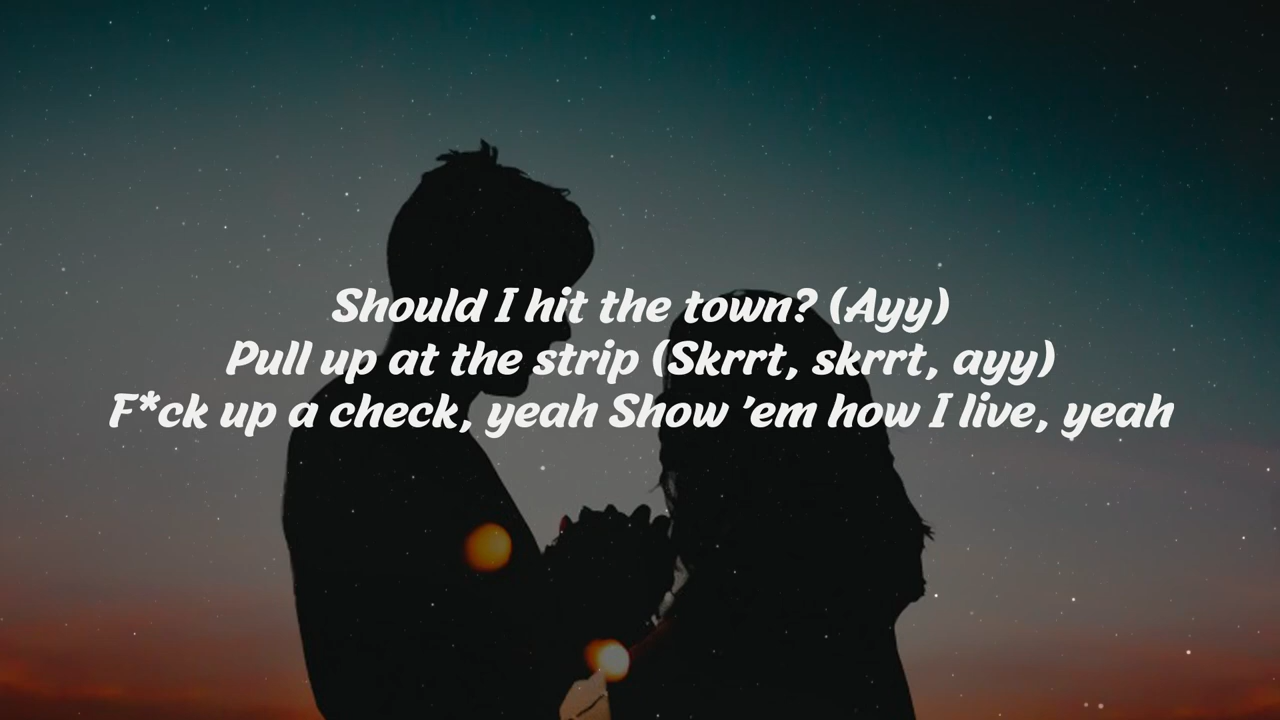 Should I hit the town? (Ayy)
Pull up at the strip (Skrrt, skrrt, ayy)
F*ck up a check, yeah Show ’em how I live, yeah